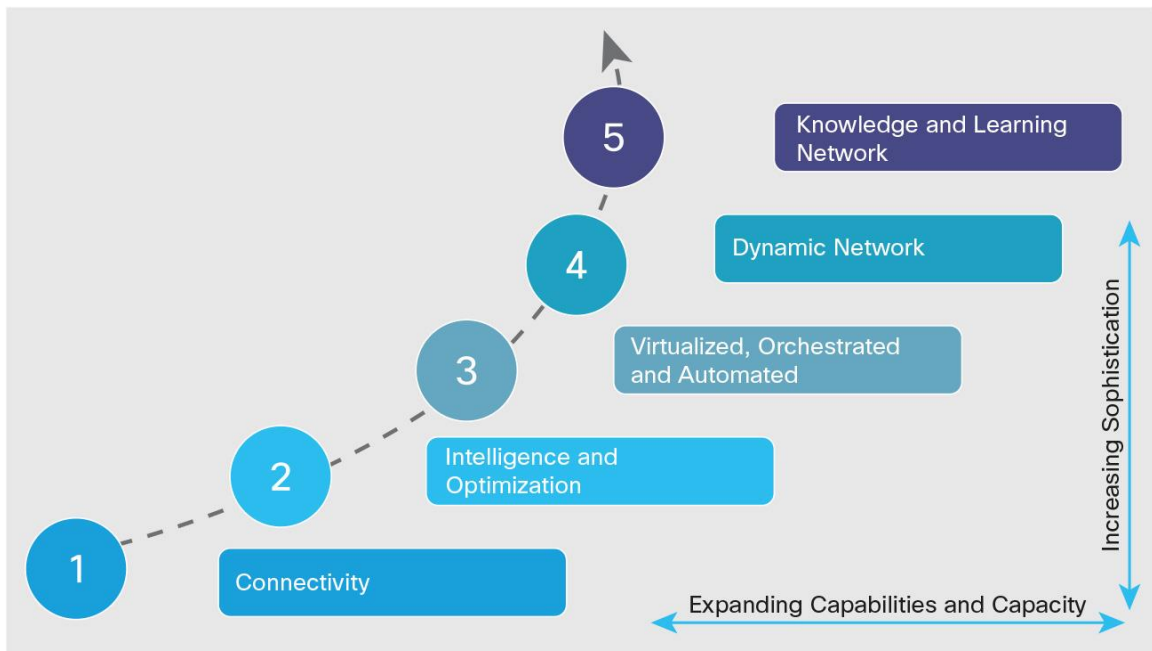 5
Knowledge and Learning
Network
4
Dynamic Network
3
Virtualized, Orchestrated
and Automated
2
Intelligence and
Optimization
1
Connectivity
Increasing Sophistication
Expanding Capabilities and Capacity